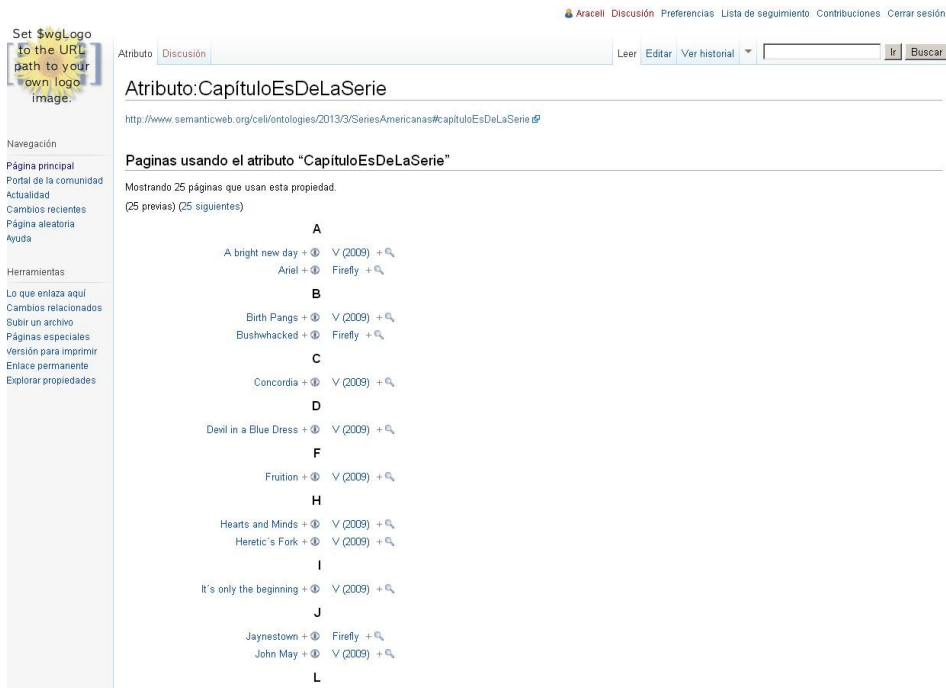 Araceli Discusión Preferencias Lista de seguimiento Contribuciones Cerrar sesión
Set $wgLogo
to the URL
path to your
own logo
image.
Atributo Discusión Leer Editar Ver historial Ir Buscar
Atributo:CapítuloEsDeLaSerie
http://www.semanticweb.org/celi/ontologies/2013/3/SeriesAmericanas#capítuloEsDeLaSerie
Navegación
Página principal
Portal de la comunidad
Actualidad
Cambios recientes
Página aleatoria
Ayuda
Herramientas
Lo que enlaza aquí
Cambios relacionados
Subir un archivo
Páginas especiales
Versión para imprimir
Enlace permanente
Explorar propiedades
Paginas usando el atributo “CapítuloEsDeLaSerie”
Mostrando 25 páginas que usan esta propiedad.
(25 previas) (25 siguientes)
A
A bright new day + V (2009) +
Ariel + Firefly +
B
Birth Pangs + V (2009) +
Bushwhacked + Firefly +
C
Concordia + V (2009) +
D
Devil in a Blue Dress + V (2009) +
F
Fruition + V (2009) +
H
Hearts and Minds + V (2009) +
Heretic´s Fork + V (2009) +
I
It´s only the beginning + V (2009) +
J
Jaynestown + Firefly +
John May + V (2009) +
L